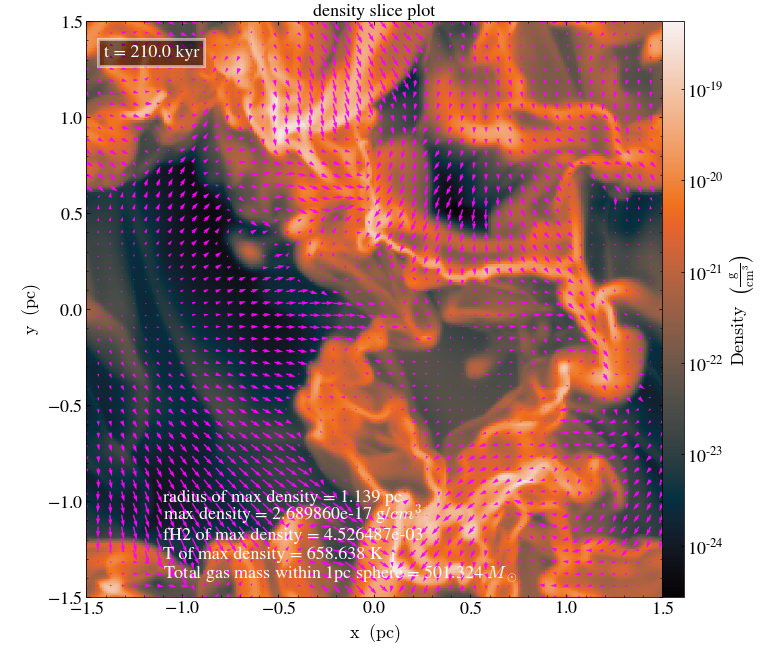 density slice plot
t = 210.0 kyr
1.5
1.0
0.5
0.0
−0.5
−1.0
−1.5
y (pc)
radius of max density = 1.139 pc
max density = 2.689860e-17 g/cm³
fH2 of max density = 4.526487e-03
T of max density = 658.638 K
Total gas mass within 1pc sphere = 501.324 M⊙
−1.5 −1.0 −0.5 0.0 0.5 1.0 1.5
x (pc)
10⁻¹⁹
10⁻²⁰
10⁻²¹
10⁻²²
10⁻²³
10⁻²⁴
Density (g/cm³)